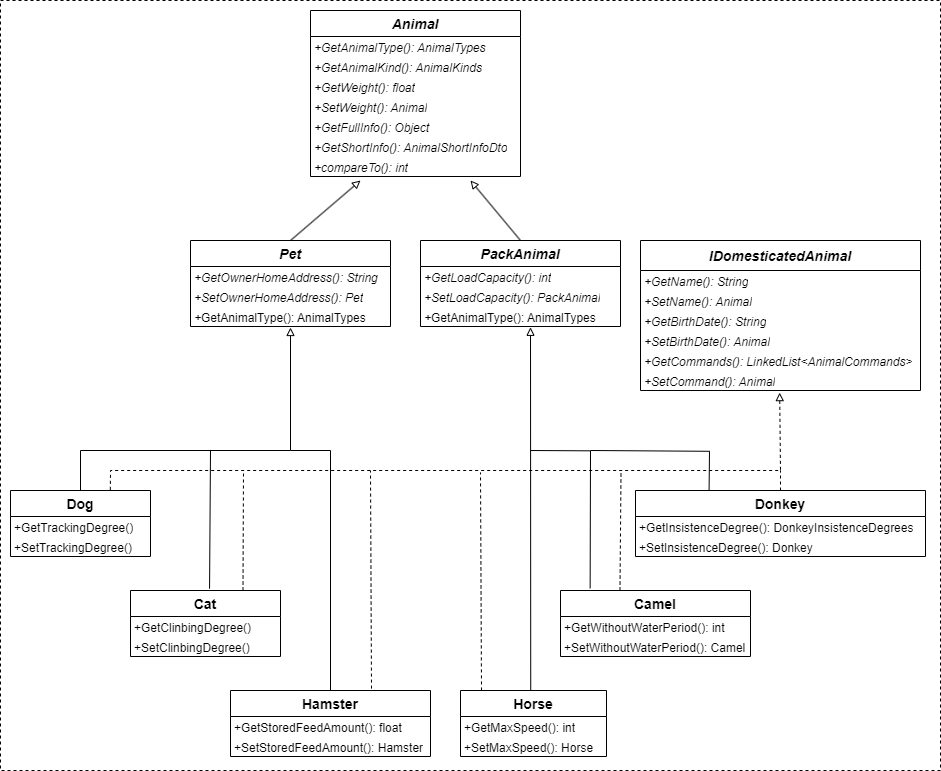 Animal
+GetAnimalType(): AnimalTypes
+GetAnimalKind(): AnimalKinds
+GetWeight(): float
+SetWeight(): Animal
+GetFullInfo(): Object
+GetShortInfo(): AnimalShortInfoDto
+compareTo(): int
Pet
+GetOwnerHomeAddress(): String
+SetOwnerHomeAddress(): Pet
+GetAnimalType(): AnimalTypes
PackAnimal
+GetLoadCapacity(): int
+SetLoadCapacity(): PackAnimal
+GetAnimalType(): AnimalTypes
IDomesticatedAnimal
+GetName(): String
+SetName(): Animal
+GetBirthDate(): String
+SetBirthDate(): Animal
+GetCommands(): LinkedList<AnimalCommands>
+SetCommand(): Animal
Dog
+GetTrackingDegree()
+SetTrackingDegree()
Donkey
+GetInsistenceDegree(): DonkeyInsistenceDegrees
+SetInsistenceDegree(): Donkey
Cat
+GetClinbingDegree()
+SetClinbingDegree()
Camel
+GetWithoutWaterPeriod(): int
+SetWithoutWaterPeriod(): Camel
Hamster
+GetStoredFeedAmount(): float
+SetStoredFeedAmount(): Hamster
Horse
+GetMaxSpeed(): int
+SetMaxSpeed(): Horse